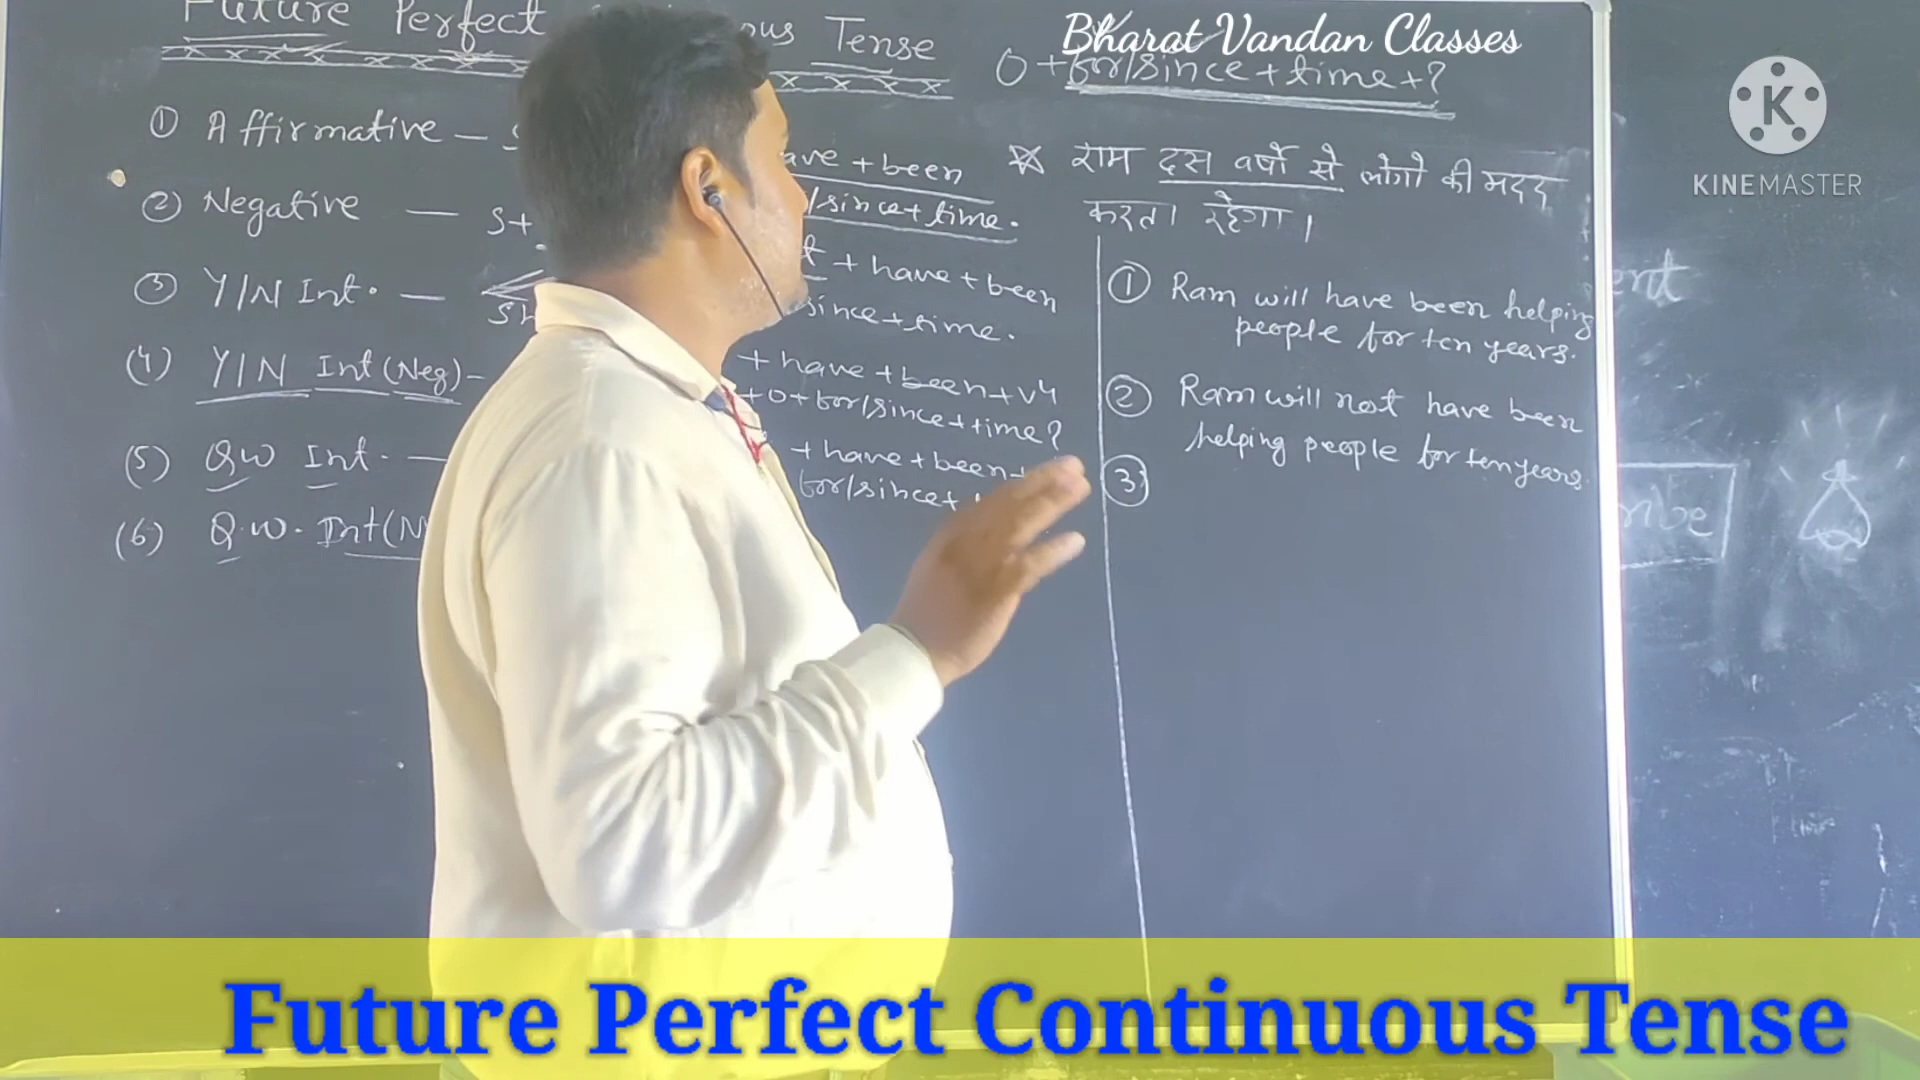 Future Perfect ous Tense
Bharat Vandan Classes
O + for/since + time + ?
KINEMASTER
① Affirmative — S
ave + been
/since + time.
② Negative — S+
+ have + been
since + time.
③ Y/N Int. —
+ have + been + v4
+ O + for/since + time?
(4) Y/N Int (Neg) -
+ have + been +
for/since +
(5) QW Int. —
(6) Q.W. Int (N
☆ राम दस वर्षो से लोगो की मदद
करता रहेगा।
① Ram will have been helping
people for ten years.
② Ram will not have been
helping people for ten years.
③
Future Perfect Continuous Tense